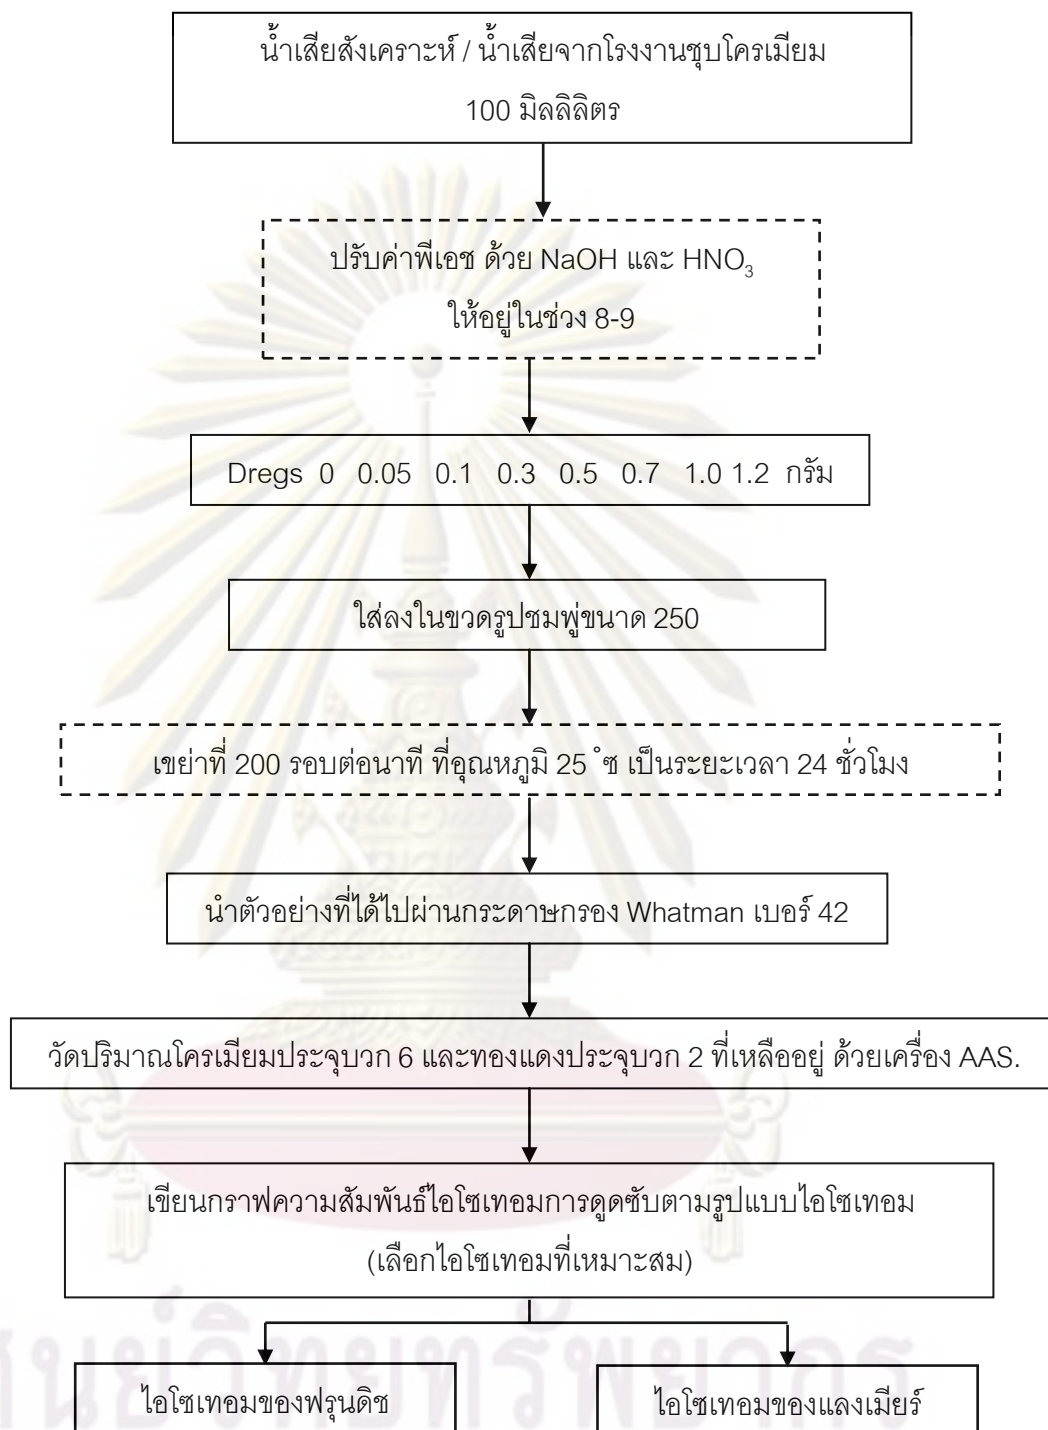 น้ำเสียสังเคราะห์ / น้ำเสียจากโรงงานชุบโครเมียม
100 มิลลิลิตร
ปรับค่าพีเอช ด้วย NaOH และ HNO₃
ให้อยู่ในช่วง 8-9
Dregs 0 0.05 0.1 0.3 0.5 0.7 1.0 1.2 กรัม
ใส่ลงในขวดรูปชมพู่ขนาด 250
เขย่าที่ 200 รอบต่อนาที ที่อุณหภูมิ 25 ํซ เป็นระยะเวลา 24 ชั่วโมง
นำตัวอย่างที่ได้ไปผ่านกระดาษกรอง Whatman เบอร์ 42
วัดปริมาณโครเมียมประจุบวก 6 และทองแดงประจุบวก 2 ที่เหลืออยู่ ด้วยเครื่อง AAS.
เขียนกราฟความสัมพันธ์ไอโซเทอมการดูดซับตามรูปแบบไอโซเทอม
(เลือกไอโซเทอมที่เหมาะสม)
ไอโซเทอมของฟรุนดิช
ไอโซเทอมของแลงเมียร์
ศูนย์วิทยทรัพยากร